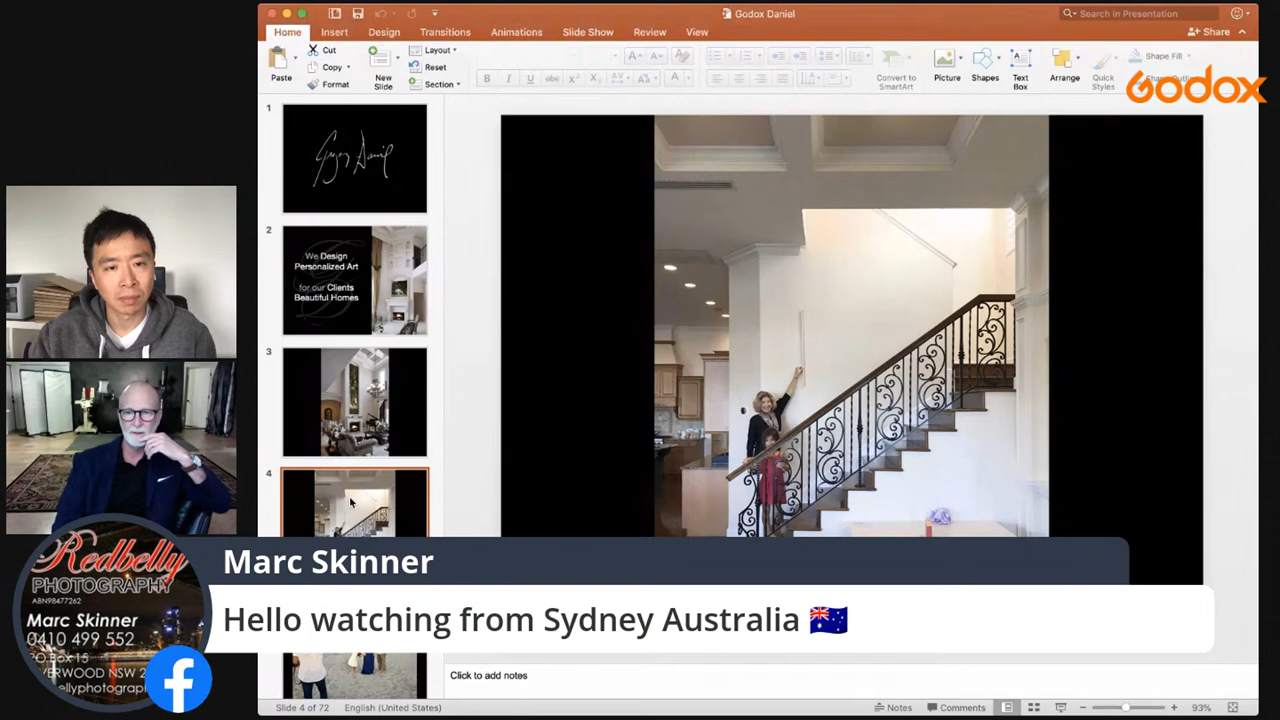 Godox Daniel
Search in Presentation
Home
Insert
Design
Transitions
Animations
Slide Show
Review
View
Share
Paste
Cut
Copy
Format
New
Slide
Layout
Reset
Section
Convert to
SmartArt
Picture
Shapes
Text
Box
Arrange
Quick
Styles
Shape Fill
GODOX
1
2
We Design
Personalized Art
for our Clients
Beautiful Homes
3
4
Redbelly
PHOTOGRAPHY
ABN98477262
Marc Skinner
0410 499 552
PO Box 15
Marc Skinner
Hello watching from Sydney Australia 🇦🇺
Click to add notes
Slide 4 of 72
English (United States)
Notes
Comments
93%